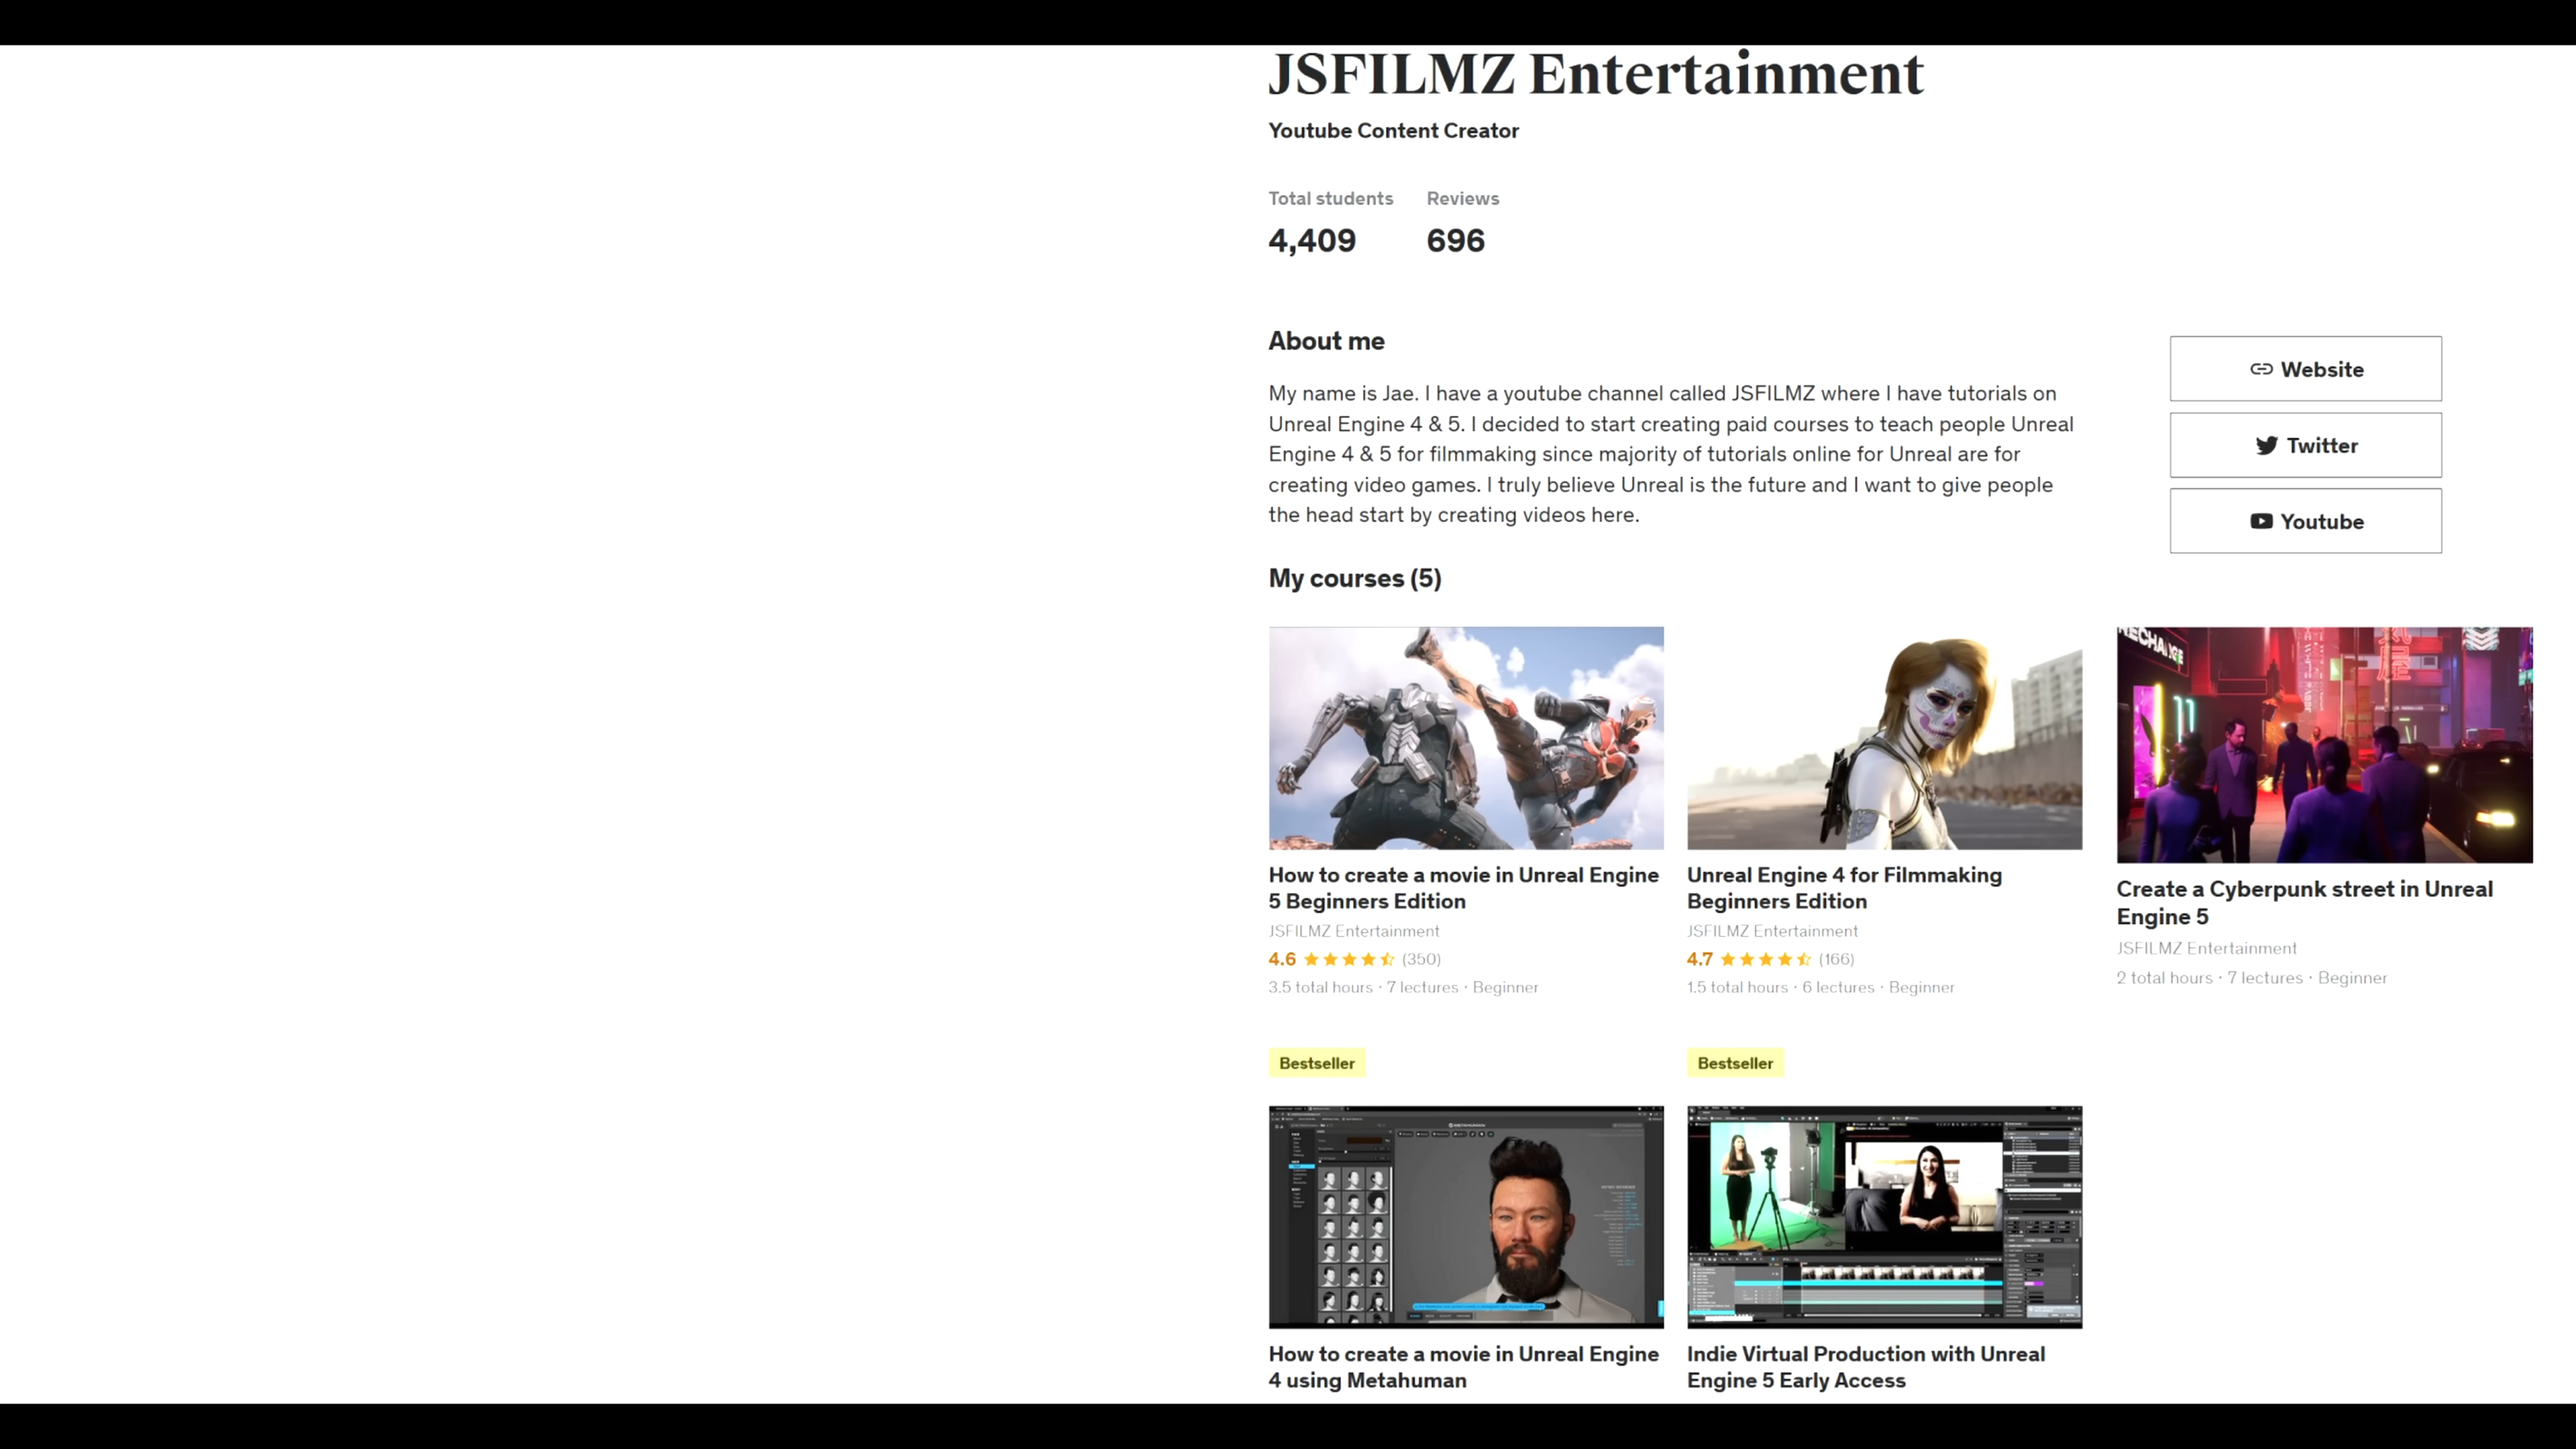 JSFILMZ Entertainment
Youtube Content Creator
Total students
Reviews
4,409
696
About me
My name is Jae. I have a youtube channel called JSFILMZ where I have tutorials on
Unreal Engine 4 & 5. I decided to start creating paid courses to teach people Unreal
Engine 4 & 5 for filmmaking since majority of tutorials online for Unreal are for
creating video games. I truly believe Unreal is the future and I want to give people
the head start by creating videos here.
Website
Twitter
Youtube
My courses (5)
How to create a movie in Unreal Engine
5 Beginners Edition
JSFILMZ Entertainment
4.6 (350)
3.5 total hours · 7 lectures · Beginner
Bestseller
Unreal Engine 4 for Filmmaking
Beginners Edition
JSFILMZ Entertainment
4.7 (166)
1.5 total hours · 6 lectures · Beginner
Bestseller
Create a Cyberpunk street in Unreal
Engine 5
JSFILMZ Entertainment
2 total hours · 7 lectures · Beginner
METAHUMAN
How to create a movie in Unreal Engine
4 using Metahuman
Indie Virtual Production with Unreal
Engine 5 Early Access